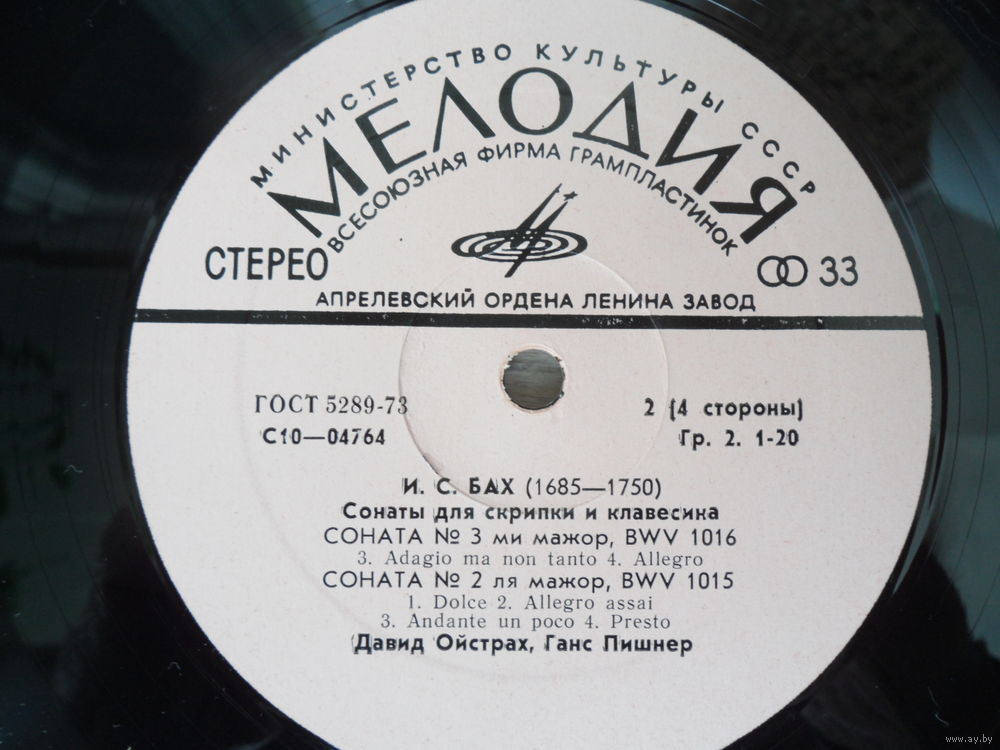 МИНИСТЕРСТВО КУЛЬТУРЫ СССР
МЕЛОДИЯ
ВСЕСОЮЗНАЯ ФИРМА ГРАМПЛАСТИНОК
СТЕРЕО
33
АПРЕЛЕВСКИЙ ОРДЕНА ЛЕНИНА ЗАВОД
ГОСТ 5289-73
2 (4 стороны)
С10—04764
Гр. 2. 1-20
И. С. БАХ (1685—1750)
Сонаты для скрипки и клавесина
СОНАТА № 3 ми мажор, BWV 1016
3. Adagio ma non tanto 4. Allegro
СОНАТА № 2 ля мажор, BWV 1015
1. Dolce 2. Allegro assai
3. Andante un poco 4. Presto
Давид Ойстрах, Ганс Пишнер
www.ay.by